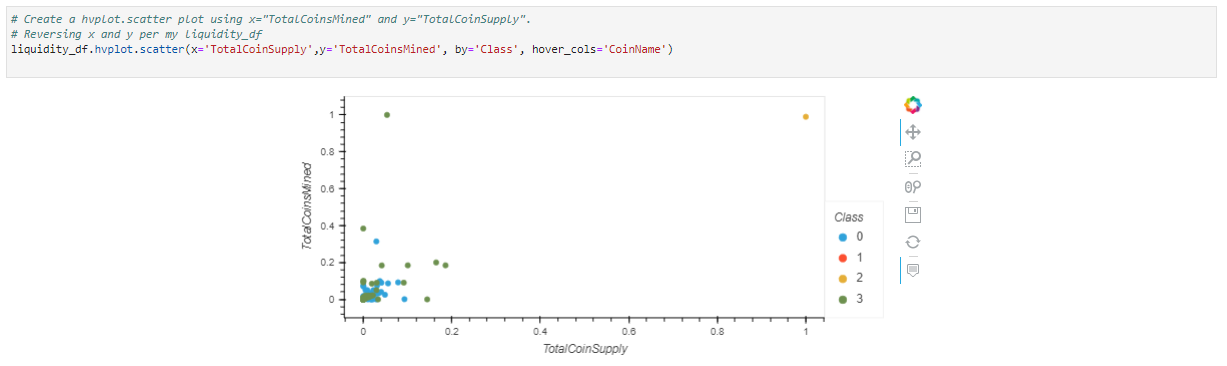 # Create a hvplot.scatter plot using x="TotalCoinsMined" and y="TotalCoinSupply".
# Reversing x and y per my liquidity_df
liquidity_df.hvplot.scatter(x='TotalCoinSupply',y='TotalCoinsMined', by='Class', hover_cols='CoinName')
1
0.8
0.6
0.4
0.2
0
TotalCoinsMined
0 0.2 0.4 0.6 0.8 1
TotalCoinSupply
Class
0
1
2
3